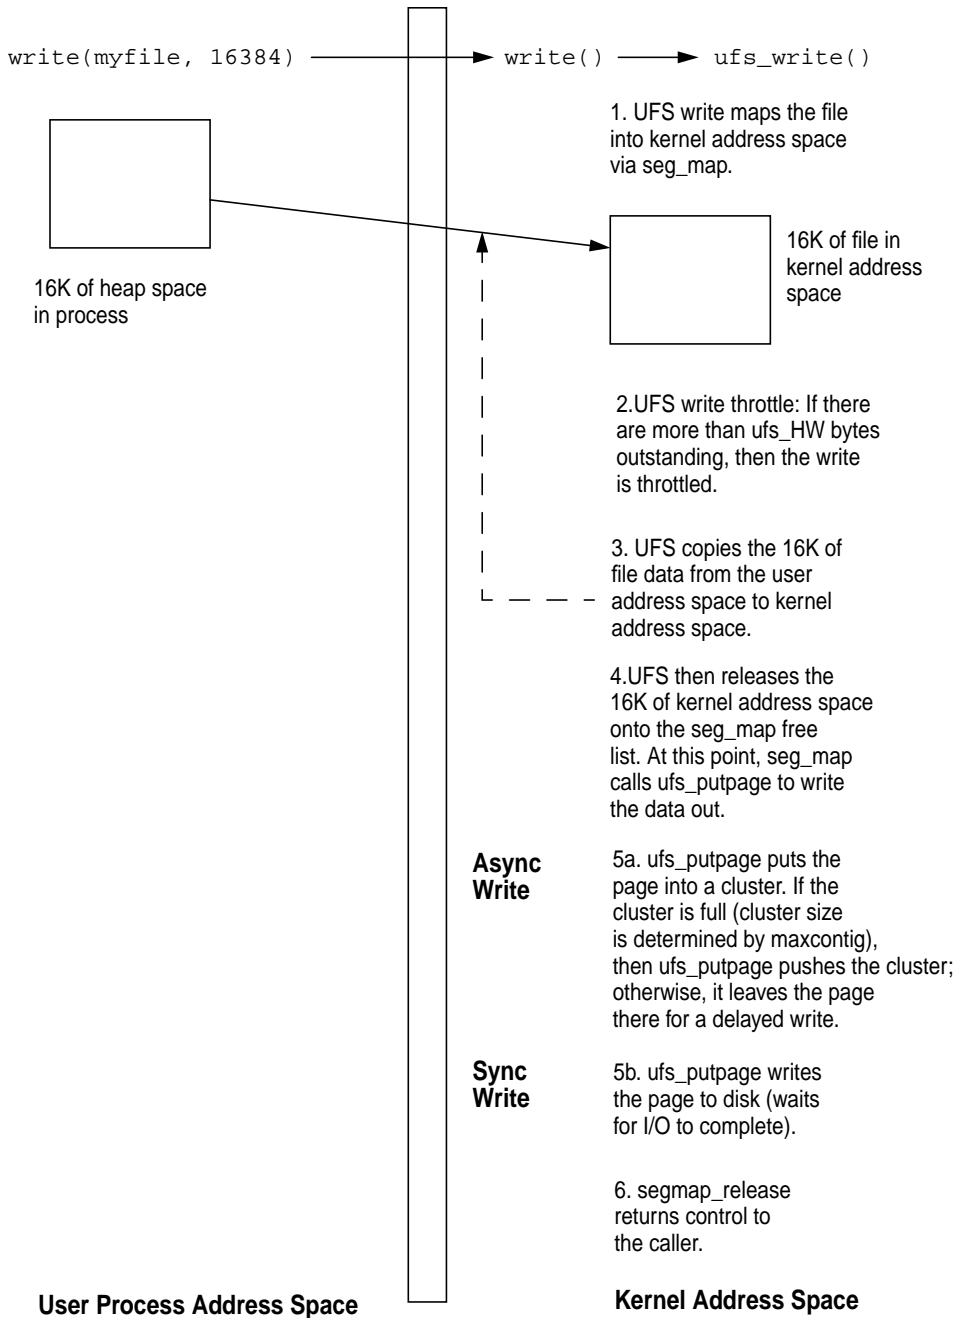 write(myfile, 16384)
write()
ufs_write()
1. UFS write maps the file
into kernel address space
via seg_map.
16K of heap space
in process
16K of file in
kernel address
space
2.UFS write throttle: If there
are more than ufs_HW bytes
outstanding, then the write
is throttled.
3. UFS copies the 16K of
file data from the user
address space to kernel
address space.
4.UFS then releases the
16K of kernel address space
onto the seg_map free
list. At this point, seg_map
calls ufs_putpage to write
the data out.
Async
Write
5a. ufs_putpage puts the
page into a cluster. If the
cluster is full (cluster size
is determined by maxcontig),
then ufs_putpage pushes the cluster;
otherwise, it leaves the page
there for a delayed write.
Sync
Write
5b. ufs_putpage writes
the page to disk (waits
for I/O to complete).
6. segmap_release
returns control to
the caller.
User Process Address Space
Kernel Address Space